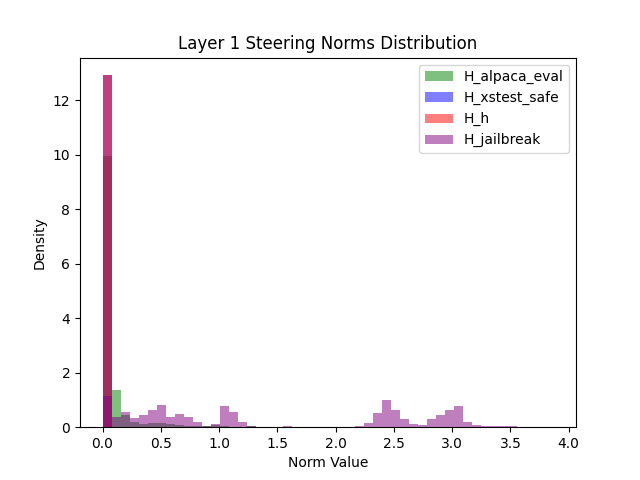 Layer 1 Steering Norms Distribution
H_alpaca_eval
H_xstest_safe
H_h
H_jailbreak
Density
12
10
8
6
4
2
0
0.0 0.5 1.0 1.5 2.0 2.5 3.0 3.5 4.0
Norm Value